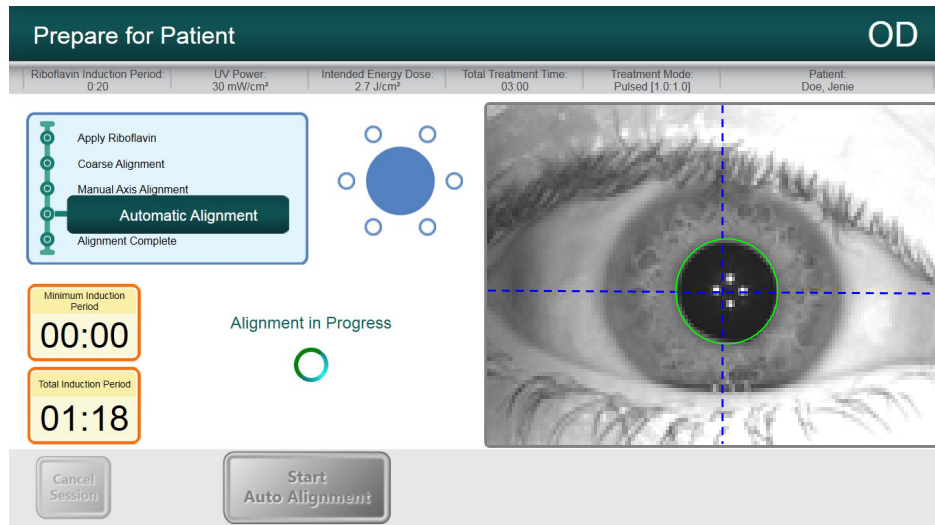 Prepare for Patient
OD
Riboflavin Induction Period:
0:20
UV Power:
30 mW/cm²
Intended Energy Dose:
2.7 J/cm²
Total Treatment Time:
03:00
Treatment Mode:
Pulsed [1.0:1.0]
Patient:
Doe, Jenie
Apply Riboflavin
Coarse Alignment
Manual Axis Alignment
Automatic Alignment
Alignment Complete
Minimum Induction
Period
00:00
Total Induction Period
01:18
Alignment in Progress
Cancel
Session
Start
Auto Alignment